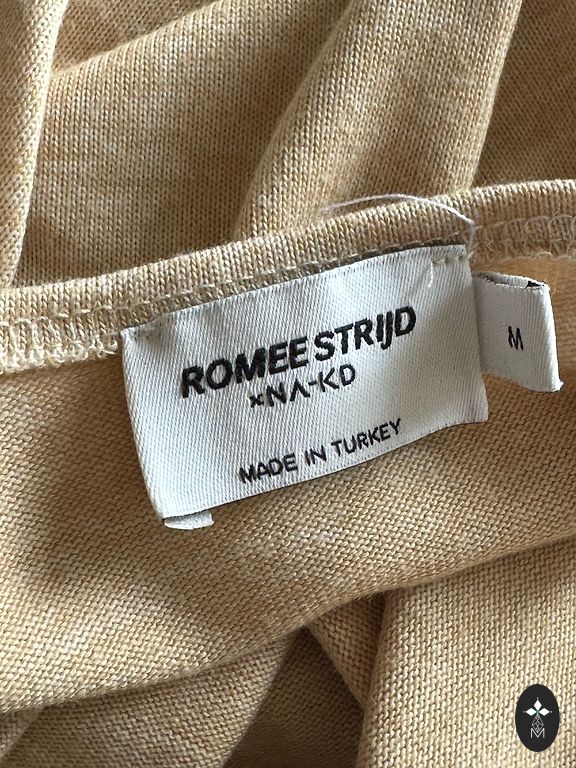 ROMEE STRIJD
×NA-KD
MADE IN TURKEY
M
M